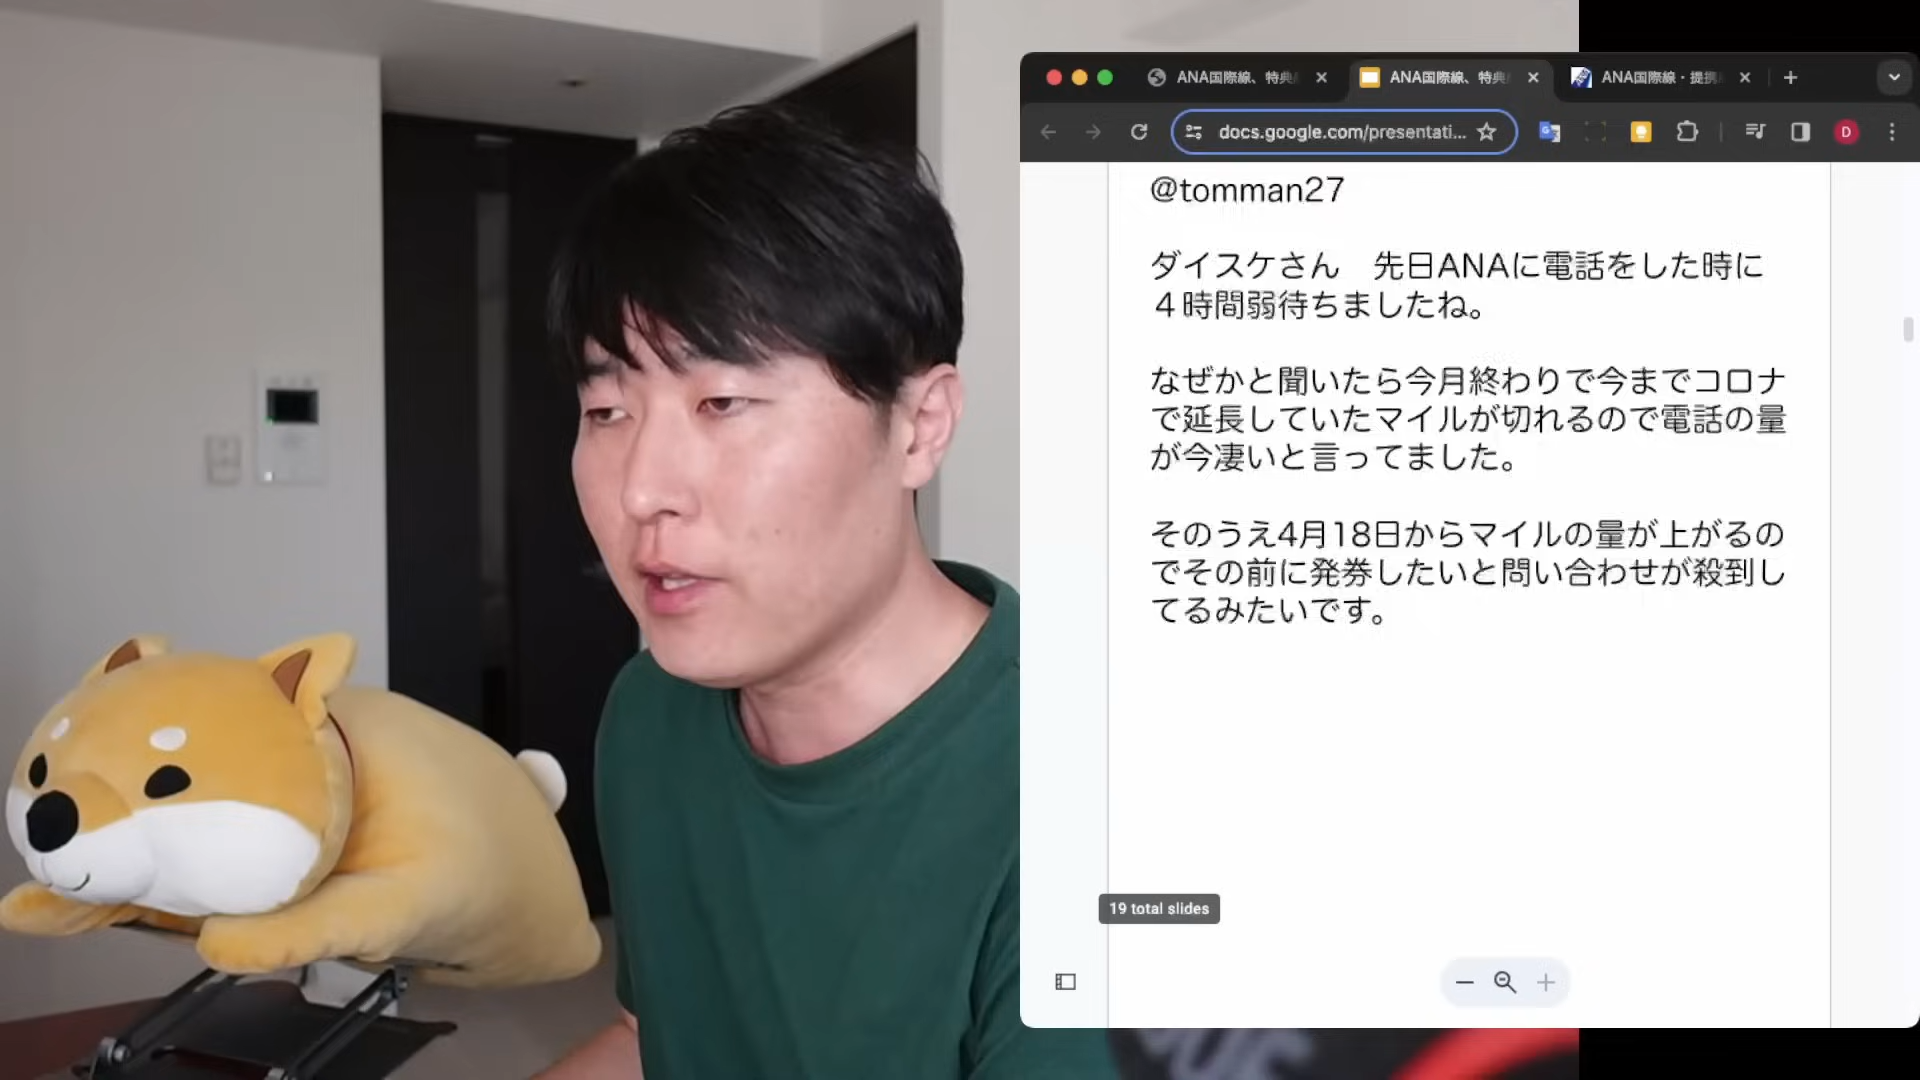 ANA国際線、特典
ANA国際線、特典
ANA国際線・提携
docs.google.com/presentati...
D
@tomman27
ダイスケさん　先日ANAに電話をした時に
４時間弱待ちましたね。
なぜかと聞いたら今月終わりで今までコロナ
で延長していたマイルが切れるので電話の量
が今凄いと言ってました。
そのうえ4月18日からマイルの量が上がるの
でその前に発券したいと問い合わせが殺到し
てるみたいです。
19 total slides